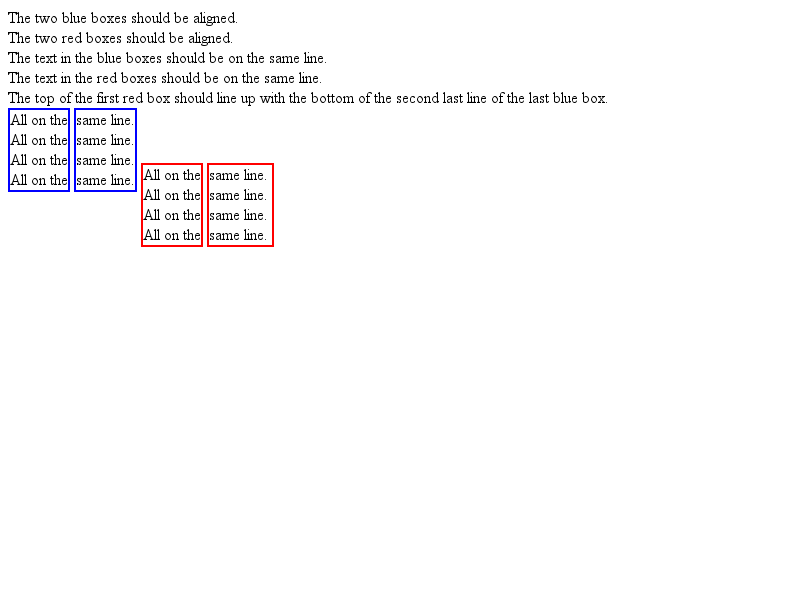 The two blue boxes should be aligned.
The two red boxes should be aligned.
The text in the blue boxes should be on the same line.
The text in the red boxes should be on the same line.
The top of the first red box should line up with the bottom of the second last line of the last blue box.
All on the same line.
All on the same line.
All on the same line.
All on the same line.
All on the same line.
All on the same line.
All on the same line.
All on the same line.